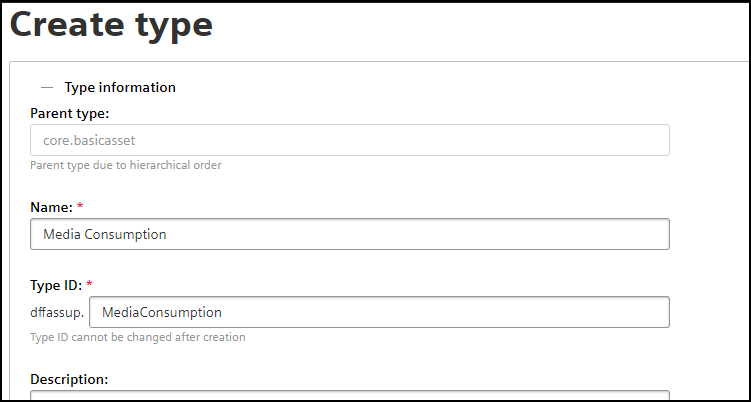 Create type
— Type information
Parent type:
core.basicasset
Parent type due to hierarchical order
Name: *
Media Consumption
Type ID: *
dffassup. MediaConsumption
Type ID cannot be changed after creation
Description: